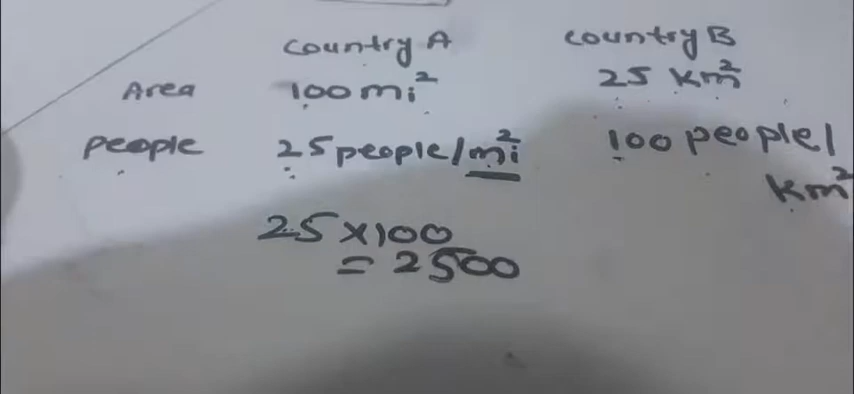 Country A country B
Area 100 mi² 25 Km²
People 25 people/mi² 100 people/
Km²
25 × 100
= 2500